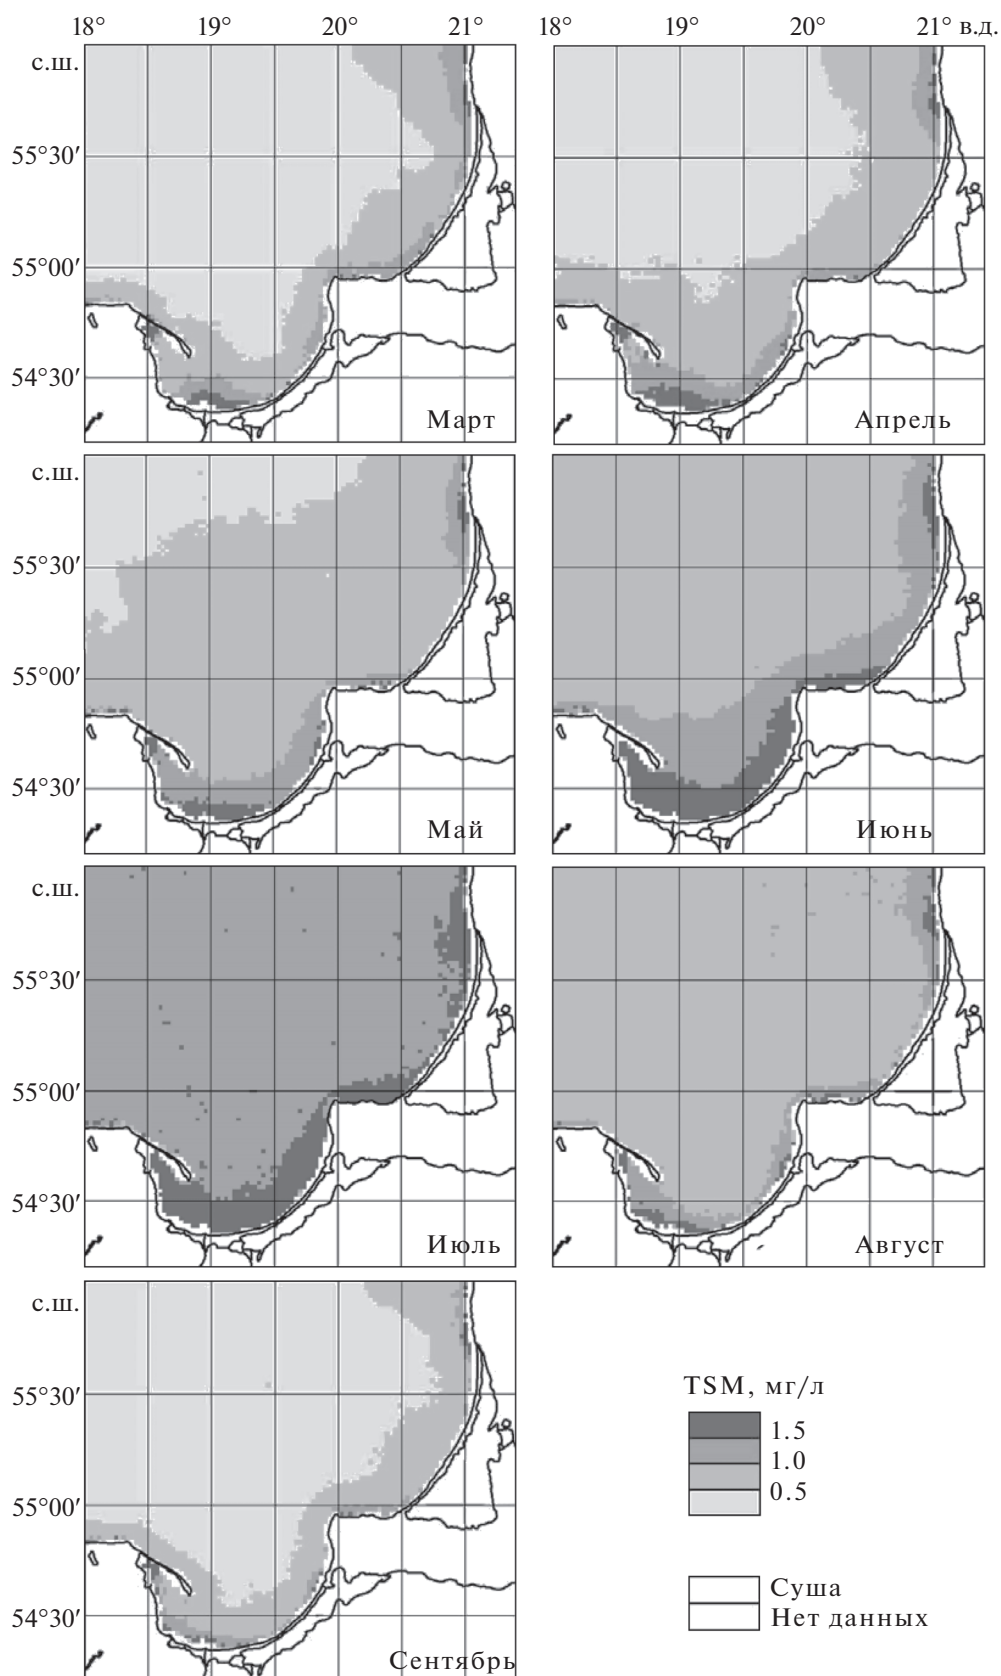 18° 19° 20° 21° 18° 19° 20° 21° в.д.
с.ш.
55°30′
55°00′
54°30′
Март Апрель
с.ш.
55°30′
55°00′
54°30′
Май Июнь
с.ш.
55°30′
55°00′
54°30′
Июль Август
с.ш.
55°30′
55°00′
54°30′
Сентябрь
TSM, мг/л
1.5
1.0
0.5
Суша
Нет данных